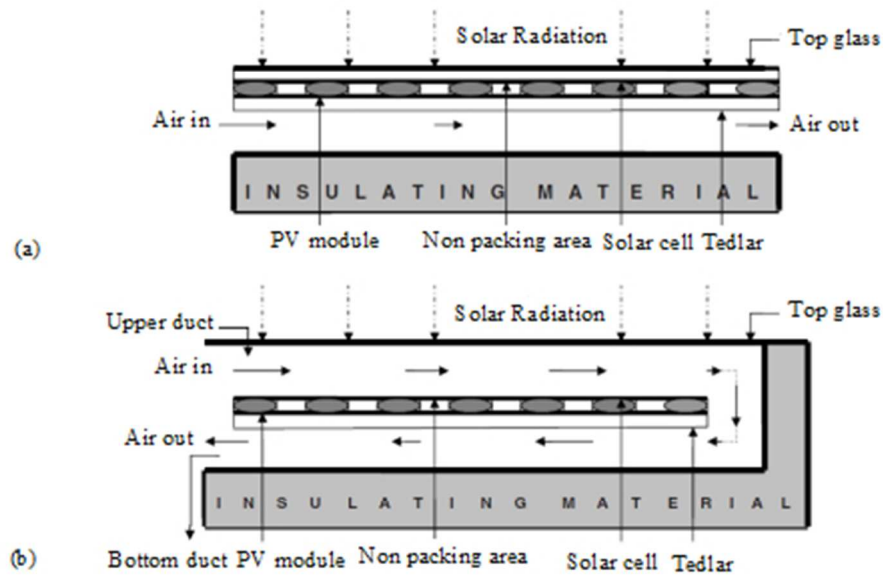 Solar Radiation
Top glass
Air in
Air out
INSULATING MATERIAL
PV module
Non packing area
Solar cell
Tedlar
(a)
Solar Radiation
Top glass
Upper duct
Air in
Air out
INSULATING MATERIAL
(b)
Bottom duct
PV module
Non packing area
Solar cell
Tedlar